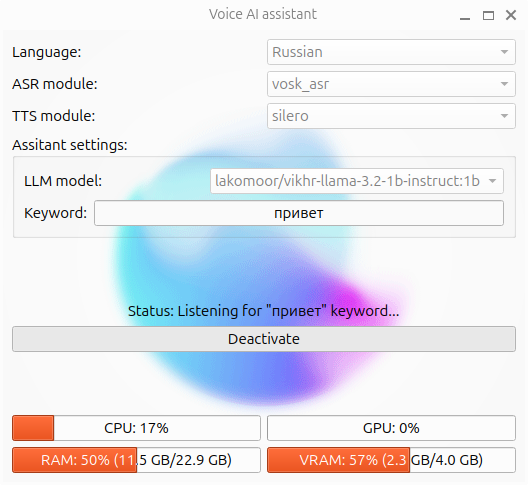 Voice AI assistant
Language: Russian
ASR module: vosk_asr
TTS module: silero
Assitant settings:
LLM model: lakomoor/vikhr-llama-3.2-1b-instruct:1b
Keyword: привет
Status: Listening for "привет" keyword...
Deactivate
CPU: 17% GPU: 0%
RAM: 50% (11.5 GB/22.9 GB) VRAM: 57% (2.3 GB/4.0 GB)